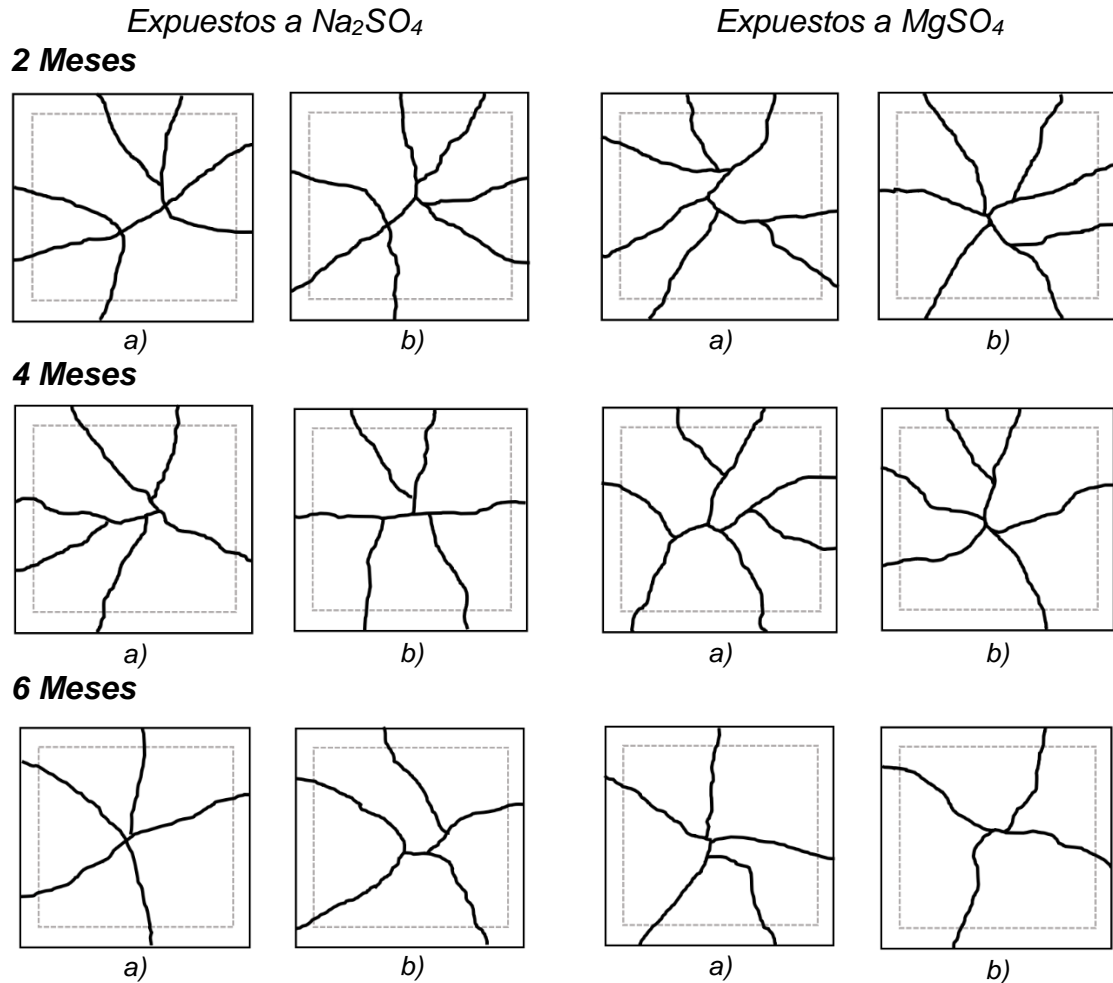 Expuestos a Na₂SO₄
Expuestos a MgSO₄
2 Meses
a)
b)
a)
b)
4 Meses
a)
b)
a)
b)
6 Meses
a)
b)
a)
b)